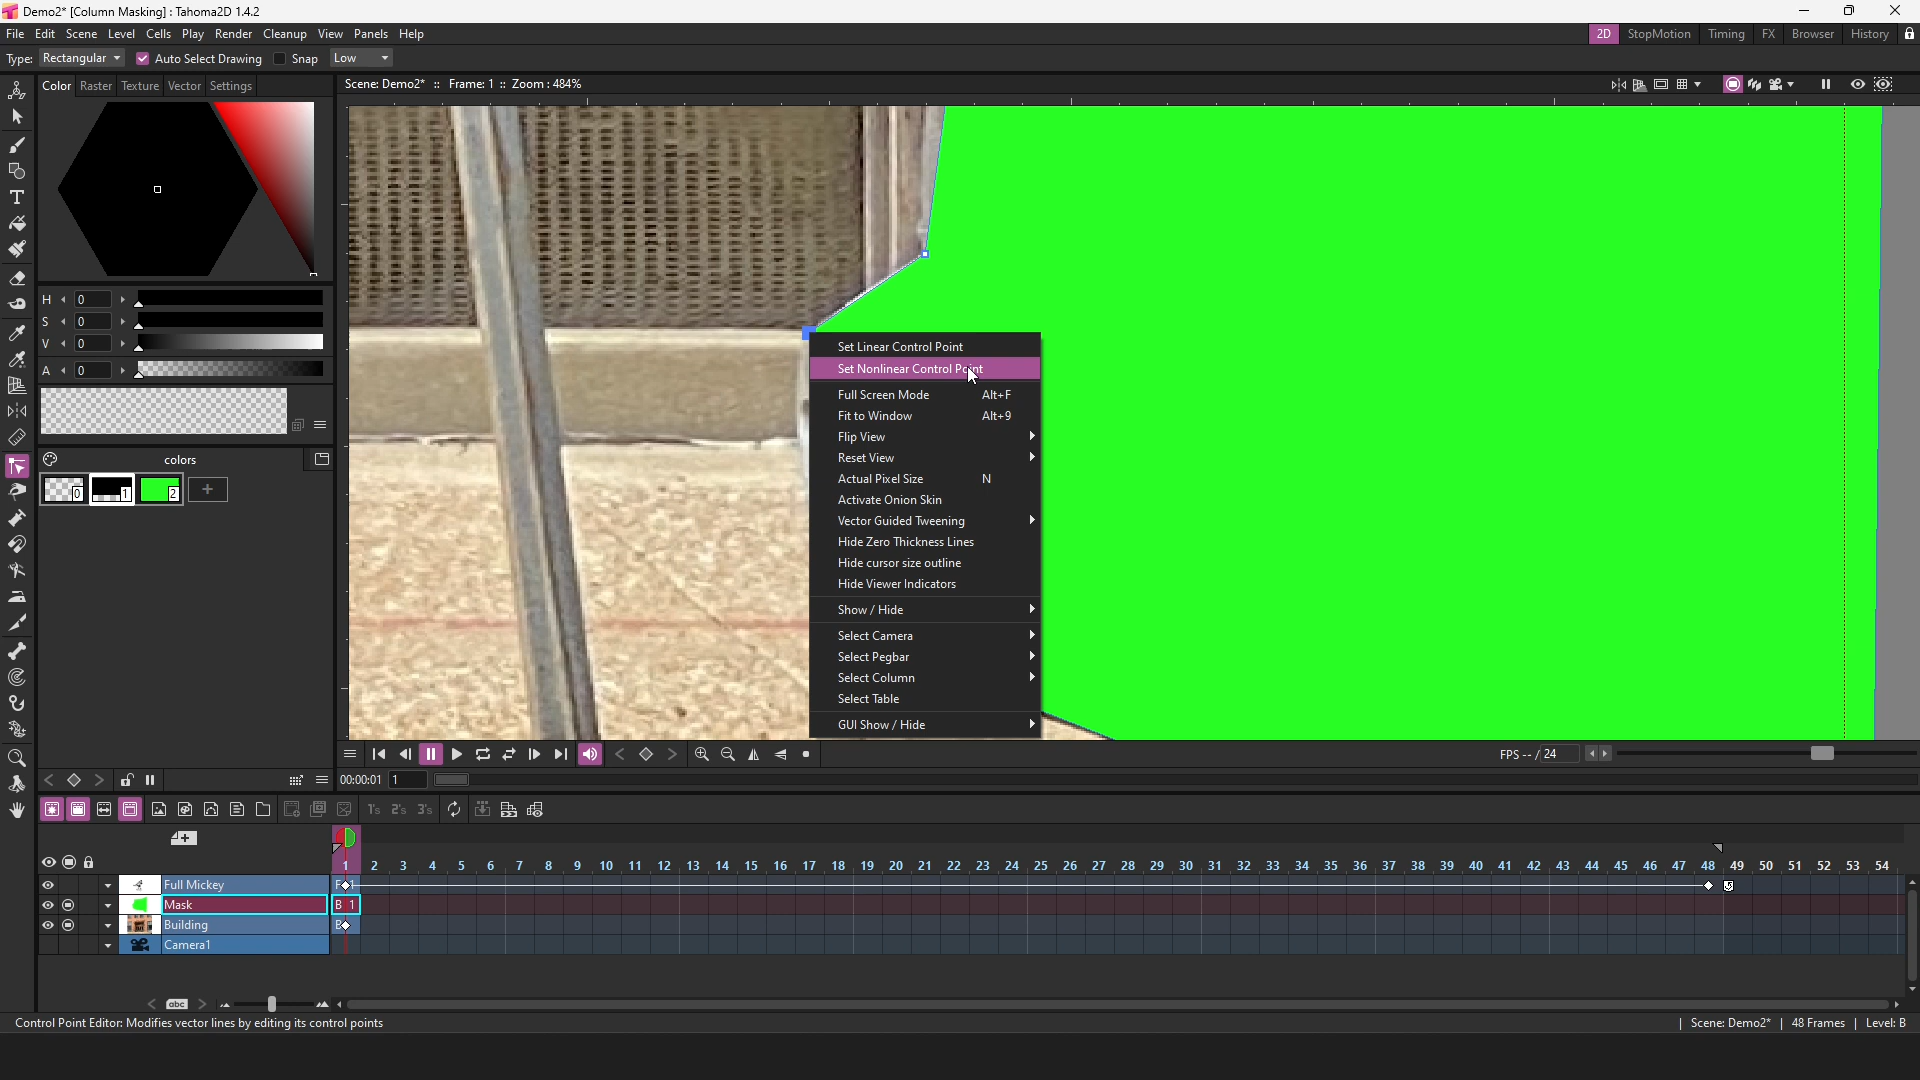 Demo2* [Column Masking] : Tahoma2D 1.4.2
File Edit Scene Level Cells Play Render Cleanup View Panels Help
2D StopMotion Timing FX Browser History
Type: Rectangular Auto Select Drawing Snap Low
Color Raster Texture Vector Settings
Scene: Demo2* :: Frame: 1 :: Zoom : 484%
H 0
S 0
V 0
A 0
colors
0 1 2 +
Set Linear Control Point
Set Nonlinear Control Point
Full Screen Mode Alt+F
Fit to Window Alt+9
Flip View
Reset View
Actual Pixel Size N
Activate Onion Skin
Vector Guided Tweening
Hide Zero Thickness Lines
Hide cursor size outline
Hide Viewer Indicators
Show / Hide
Select Camera
Select Pegbar
Select Column
Select Table
GUI Show / Hide
FPS -- / 24
00:00:01 1
1's 2's 3's
1 2 3 4 5 6 7 8 9 10 11 12 13 14 15 16 17 18 19 20 21 22 23 24 25 26 27 28 29 30 31 32 33 34 35 36 37 38 39 40 41 42 43 44 45 46 47 48 49 50 51 52 53 54
Full Mickey
Mask B 1
Building
Camera1
abc
Control Point Editor: Modifies vector lines by editing its control points
| Scene: Demo2* | 48 Frames | Level: B